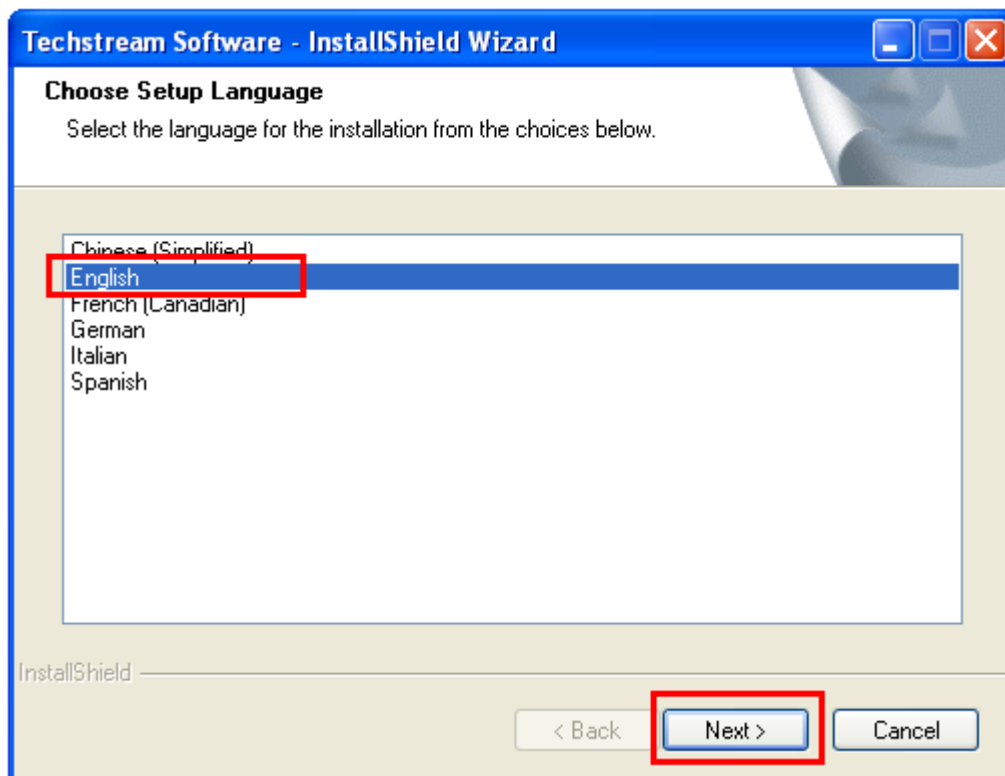 Techstream Software - InstallShield Wizard
Choose Setup Language
Select the language for the installation from the choices below.
Chinese (Simplified)
English
French (Canadian)
German
Italian
Spanish
InstallShield
< Back
Next >
Cancel